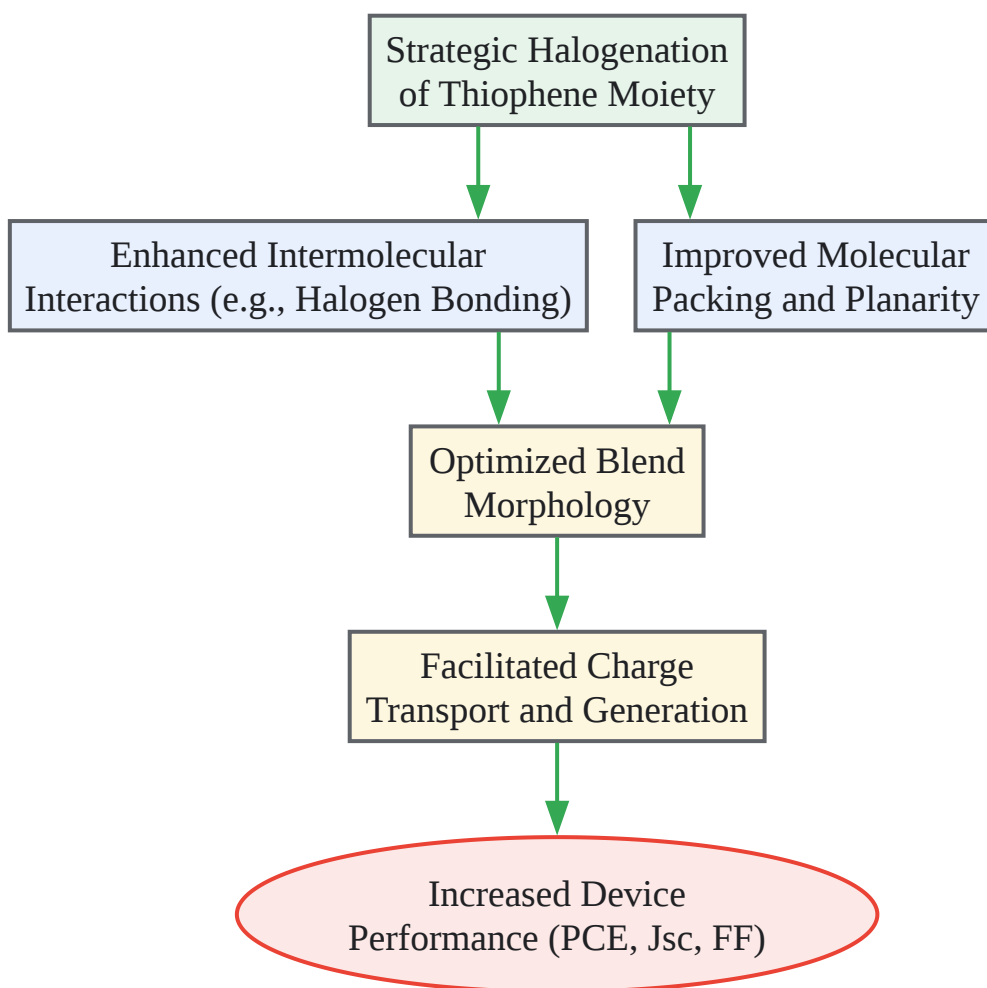 Strategic Halogenation
of Thiophene Moiety
Enhanced Intermolecular
Interactions (e.g., Halogen Bonding)
Improved Molecular
Packing and Planarity
Optimized Blend
Morphology
Facilitated Charge
Transport and Generation
Increased Device
Performance (PCE, Jsc, FF)